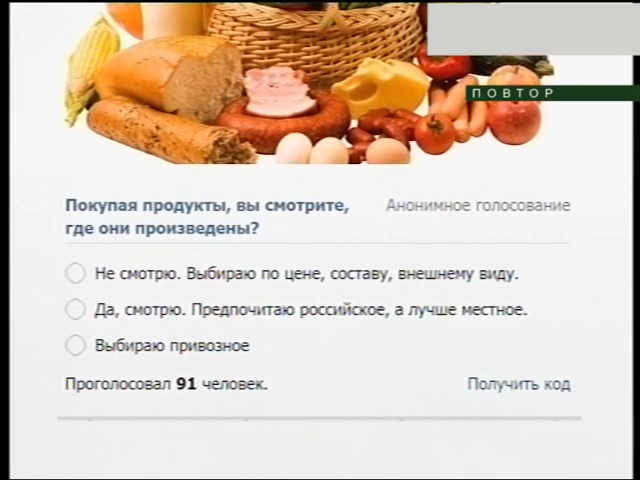 ПОВТОР
Покупая продукты, вы смотрите,
где они произведены?
Анонимное голосование
Не смотрю. Выбираю по цене, составу, внешнему виду.
Да, смотрю. Предпочитаю российское, а лучше местное.
Выбираю привозное
Проголосовал 91 человек.
Получить код